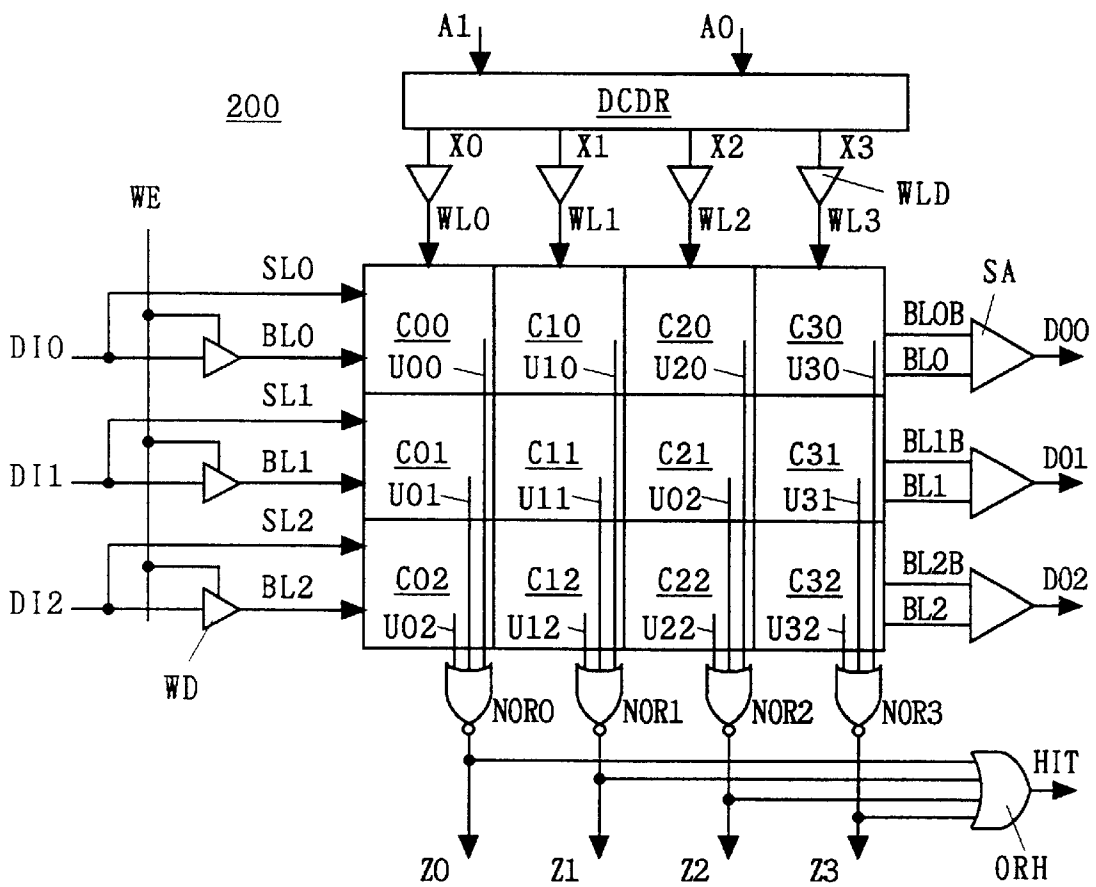 A1 A0
DCDR
200
X0 X1 X2 X3
WLD
WE
WL0 WL1 WL2 WL3
SL0
SA
C00 C10 C20 C30
BL0B
DO0
DI0
BL0
U00 U10 U20 U30
BL0
SL1
C01 C11 C21 C31
BL1B
DO1
DI1
BL1
U01 U11 U02 U31
BL1
SL2
C02 C12 C22 C32
BL2B
DO2
DI2
BL2
U02 U12 U22 U32
BL2
WD
NOR0 NOR1 NOR2 NOR3
HIT
Z0 Z1 Z2 Z3
ORH